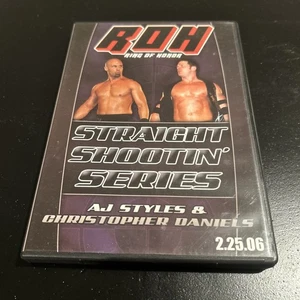 ROH
RING OF HONOR
STRAIGHT
SHOOTIN'
SERIES
AJ STYLES &
CHRISTOPHER DANIELS
2.25.06